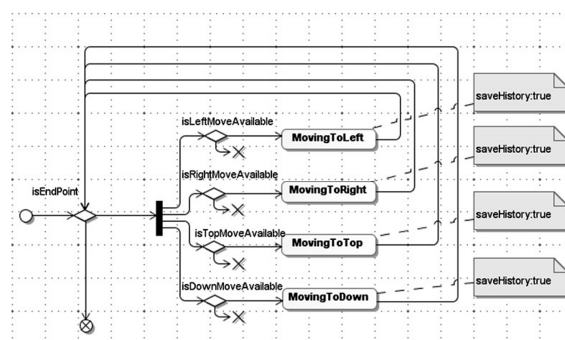 saveHistory:true
isLeftMoveAvailable
MovingToLeft
saveHistory:true
isRightMoveAvailable
MovingToRight
isEndPoint
saveHistory:true
isTopMoveAvailable
MovingToTop
saveHistory:true
isDownMoveAvailable
MovingToDown